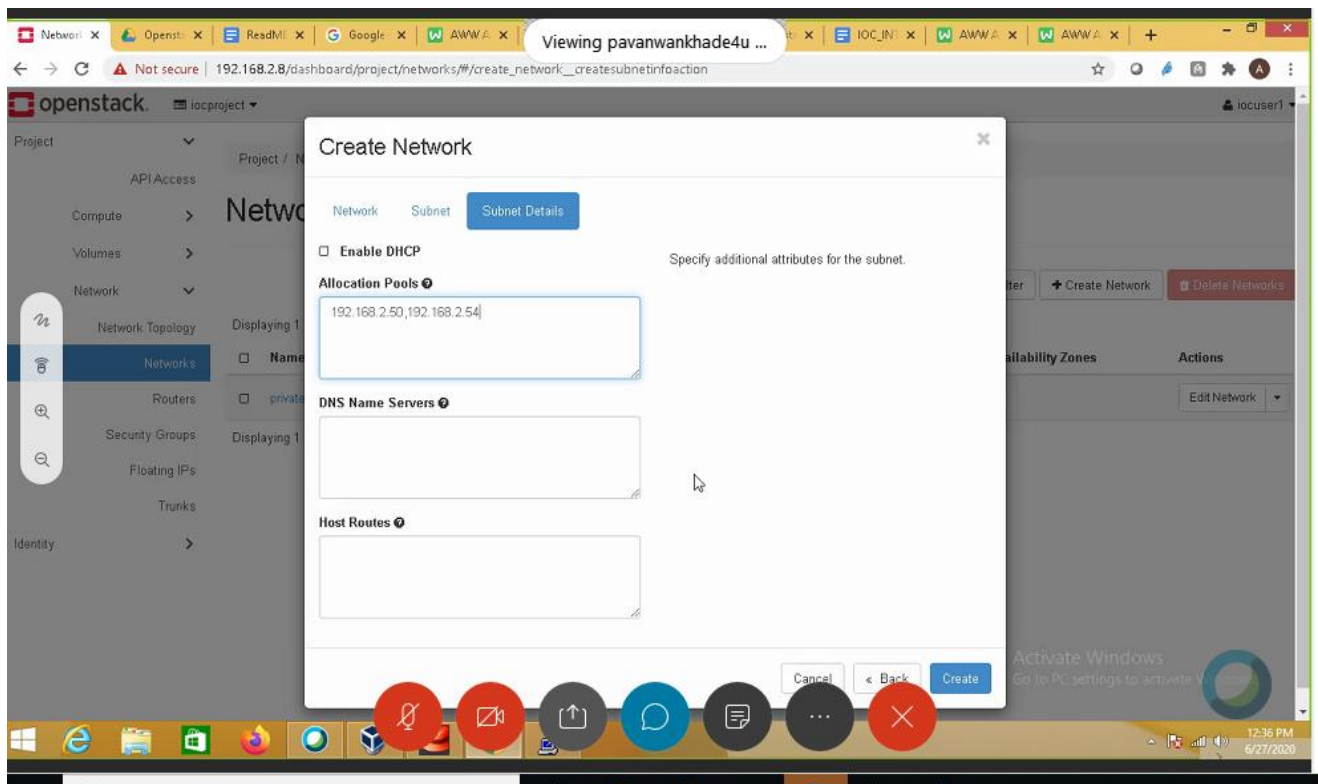 Networl
Openst
ReadM
Google
AWW A
Viewing pavanwankhade4u ...
IOC_INT
AWW A
AWW A
Not secure | 192.168.2.8/dashboard/project/networks/#/create_network__createsubnetinfoaction
A
openstack. iocproject
iocuser1
Project
API Access
Compute
Volumes
Network
Network Topology
Networks
Routers
Security Groups
Floating IPs
Trunks
Identity
Project / N
Netwo
lter
+ Create Network
Delete Networks
Displaying 1
Name
ailability Zones
Actions
private
Edit Network
Displaying 1
Create Network
Network
Subnet
Subnet Details
Enable DHCP
Specify additional attributes for the subnet.
Allocation Pools
192.168.2.50,192.168.2.54
DNS Name Servers
Host Routes
Cancel
« Back
Create
Activate Windows
Go to PC settings to activate W
12:36 PM
6/27/2020